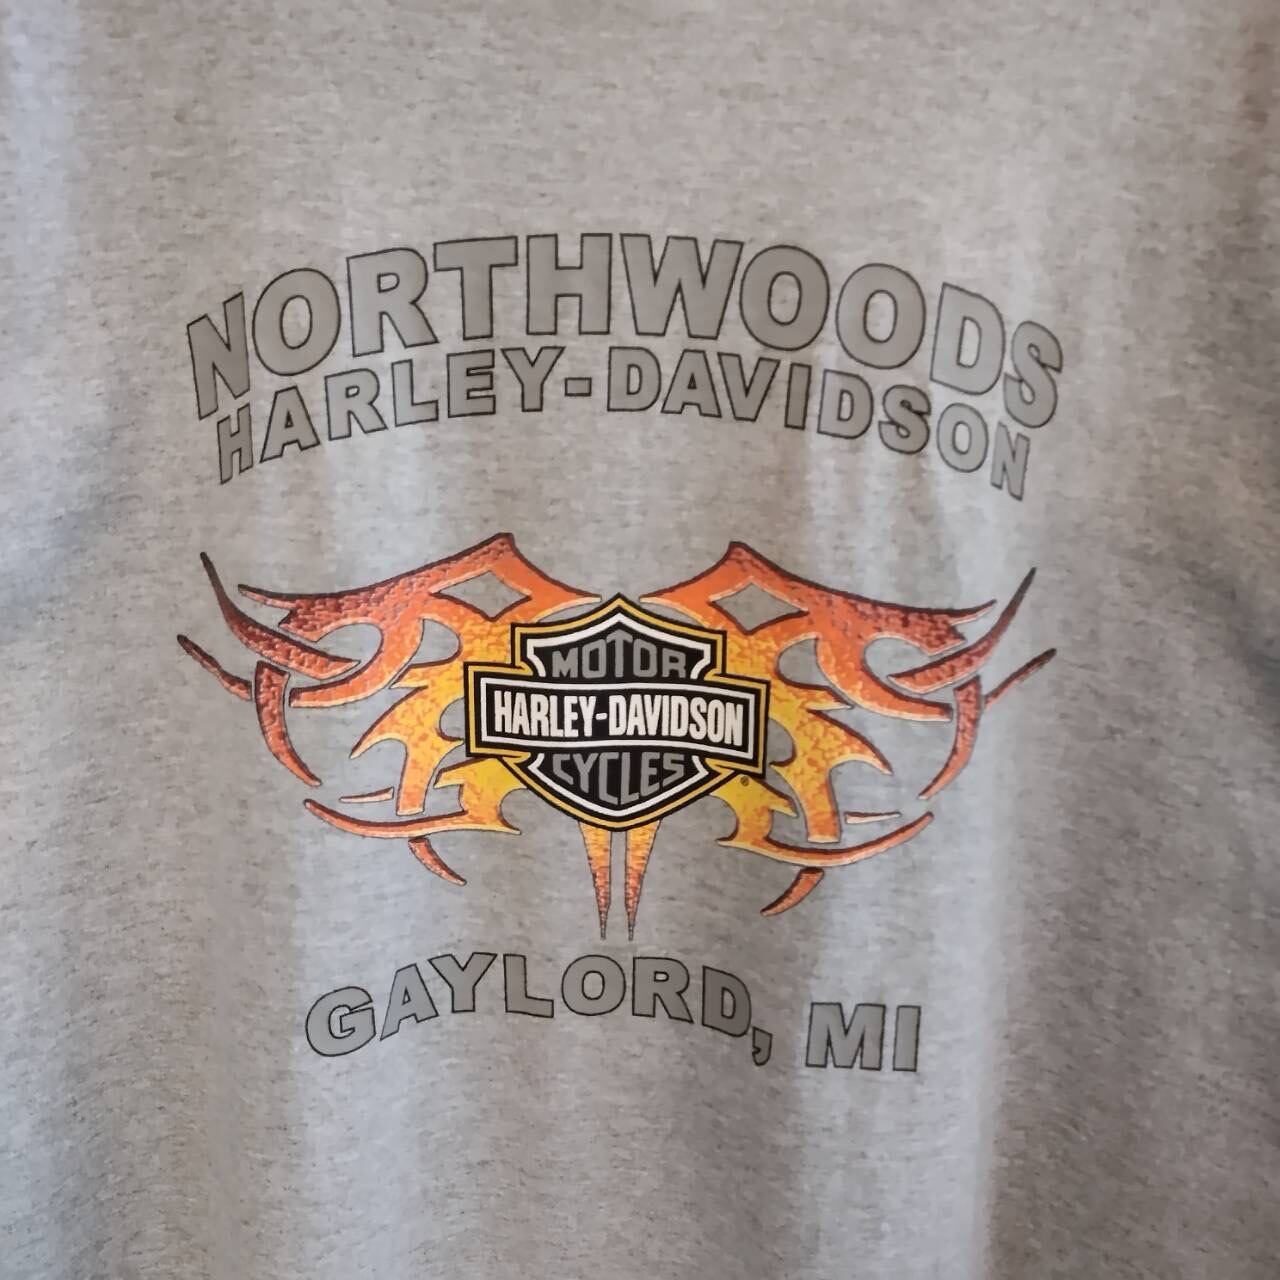 NORTHWOODS
HARLEY-DAVIDSON
MOTOR
HARLEY-DAVIDSON
CYCLES
®
GAYLORD, MI